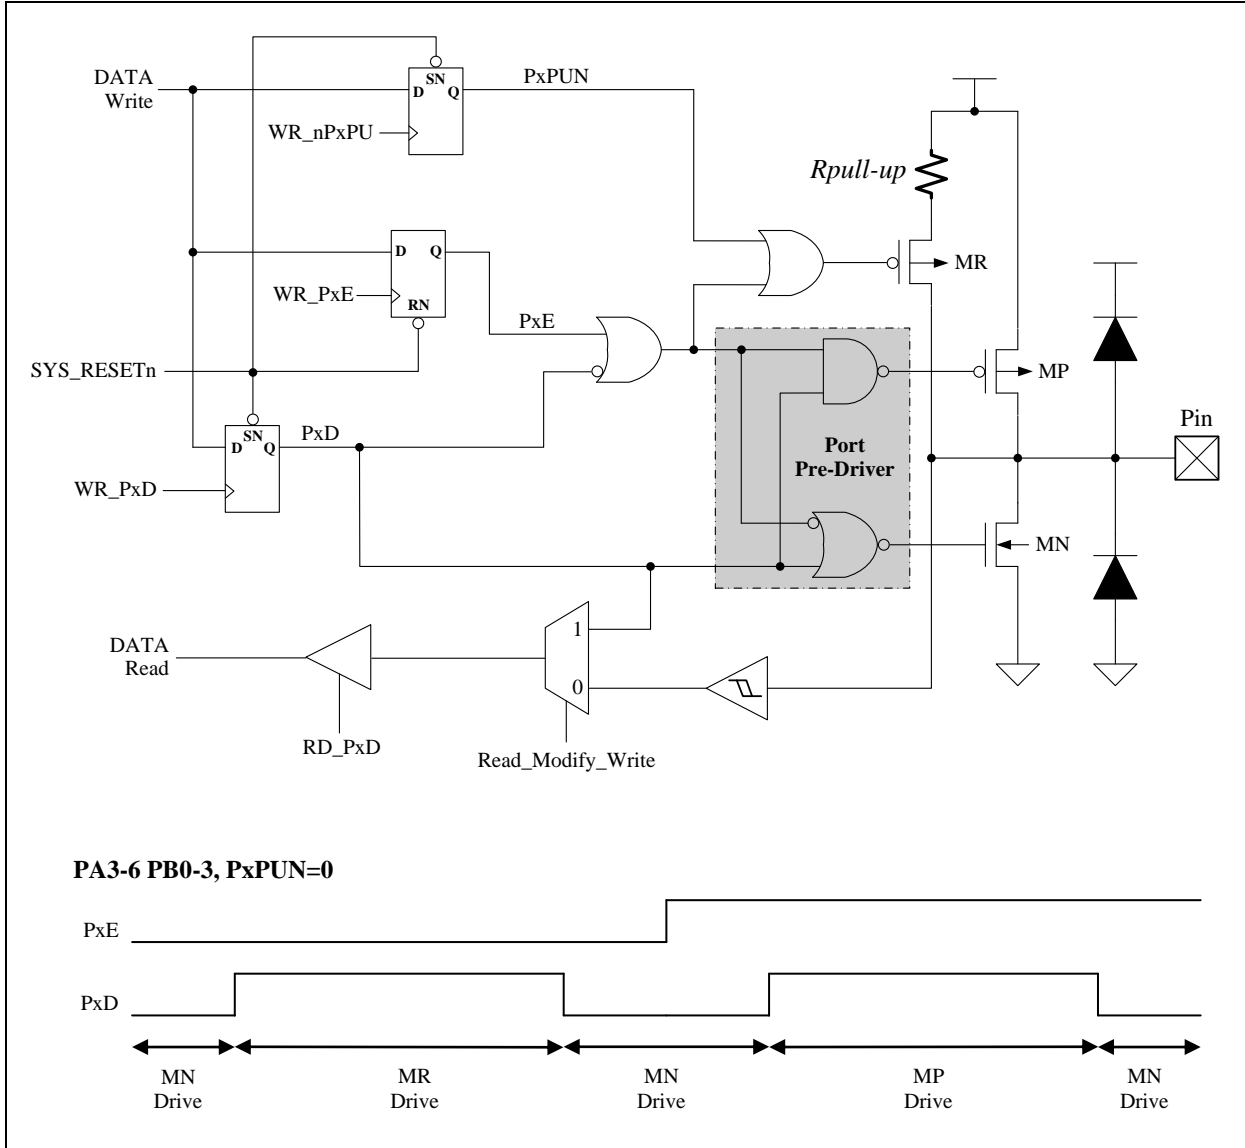 DATA
Write
SN
D
Q
PxPUN
WR_nPxPU
Rpull-up
D
Q
WR_PxE
RN
PxE
MR
SYS_RESETn
MP
SN
D
Q
PxD
Port
Pre-Driver
Pin
WR_PxD
MN
DATA
Read
1
0
RD_PxD
Read_Modify_Write
PA3-6 PB0-3, PxPUN=0
PxE
PxD
MN
Drive
MR
Drive
MN
Drive
MP
Drive
MN
Drive